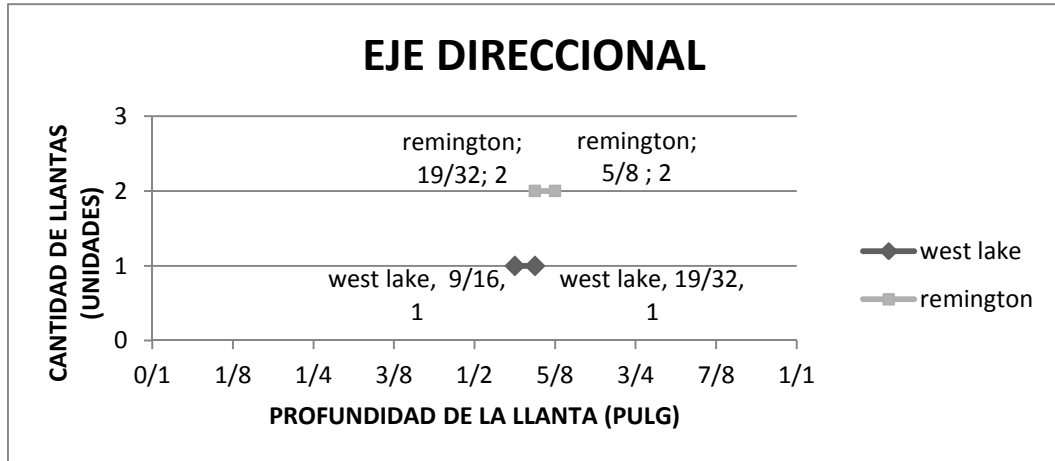 EJE DIRECCIONAL
CANTIDAD DE LLANTAS
(UNIDADES)
3
2
1
0
remington;
19/32; 2
remington;
5/8 ; 2
west lake, 9/16,
1
west lake, 19/32,
1
0/1 1/8 1/4 3/8 1/2 5/8 3/4 7/8 1/1
PROFUNDIDAD DE LA LLANTA (PULG)
west lake
remington